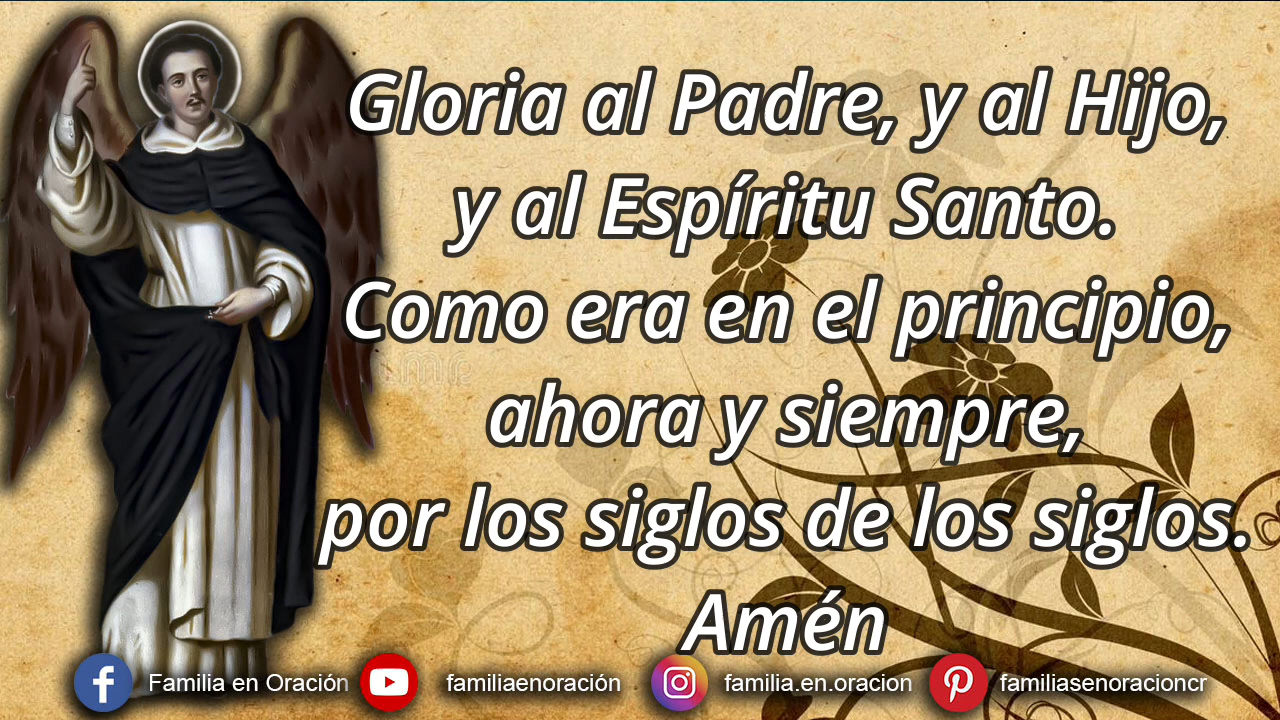 Gloria al Padre, y al Hijo,
y al Espíritu Santo.
Como era en el principio,
ahora y siempre,
por los siglos de los siglos.
Amén
Familia en Oración familiaenoración familia.en.oracion familiasenoracioncr